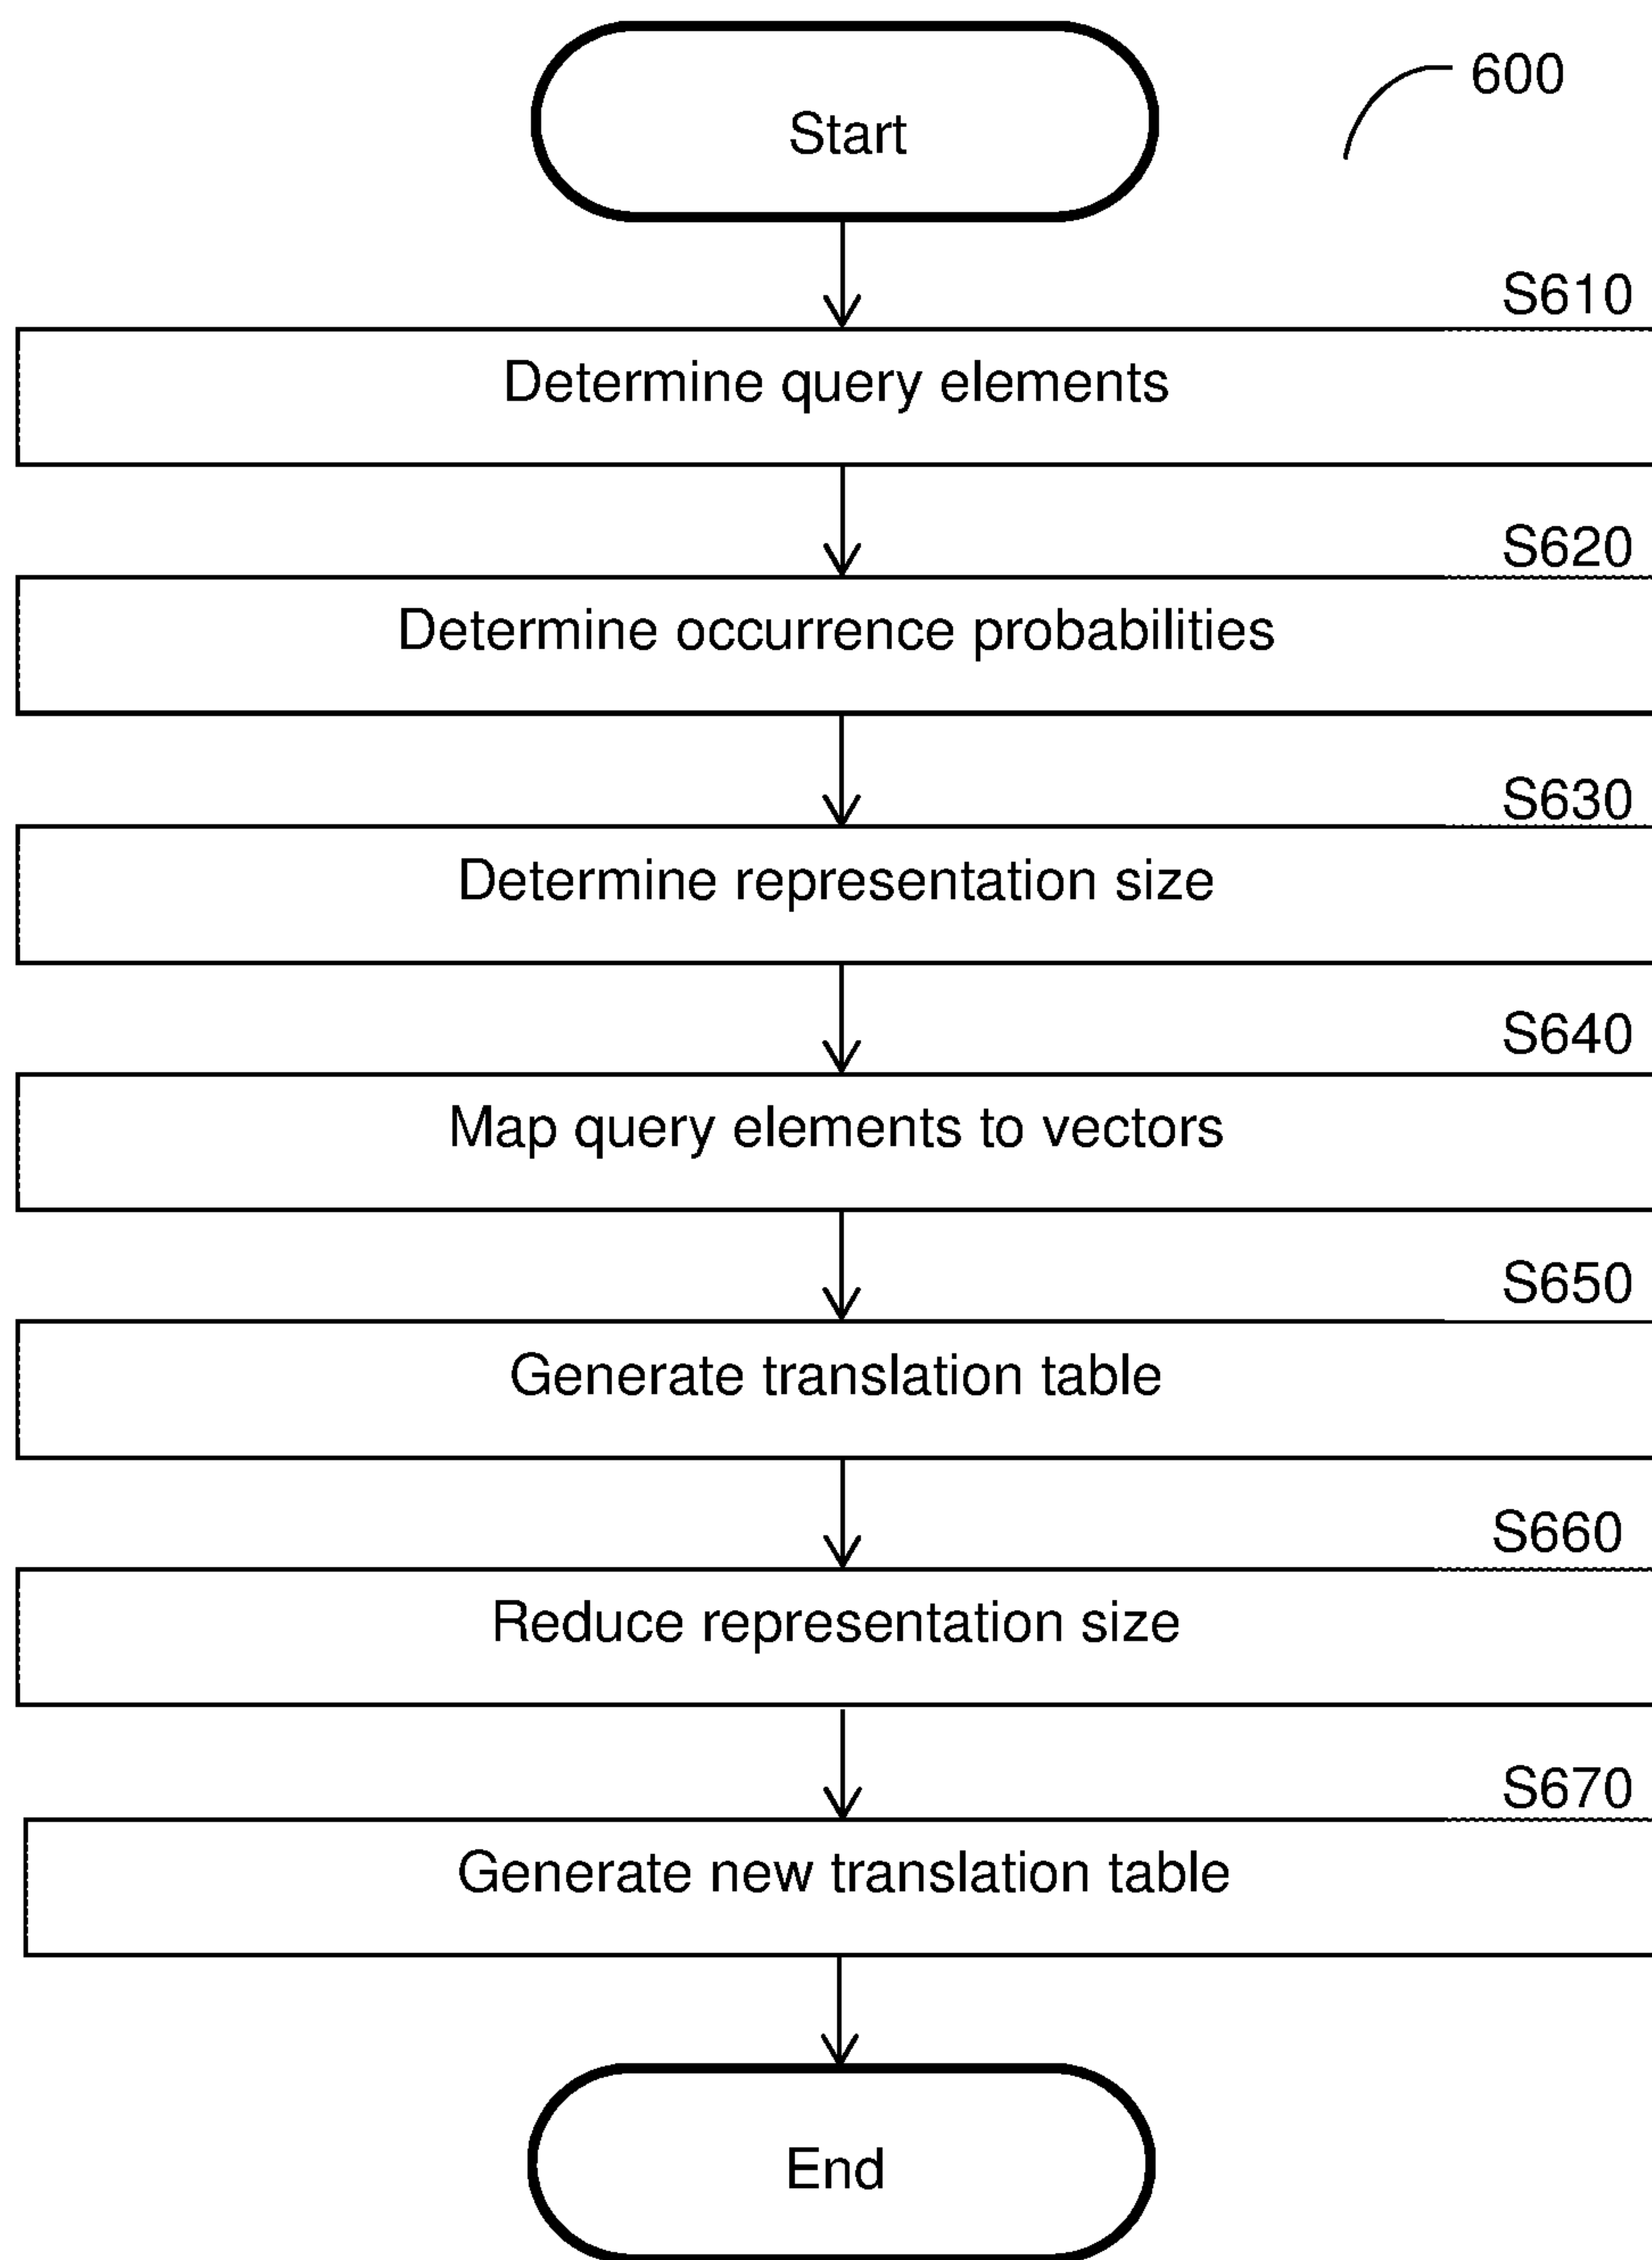 Start
600
S610
Determine query elements
S620
Determine occurrence probabilities
S630
Determine representation size
S640
Map query elements to vectors
S650
Generate translation table
S660
Reduce representation size
S670
Generate new translation table
End